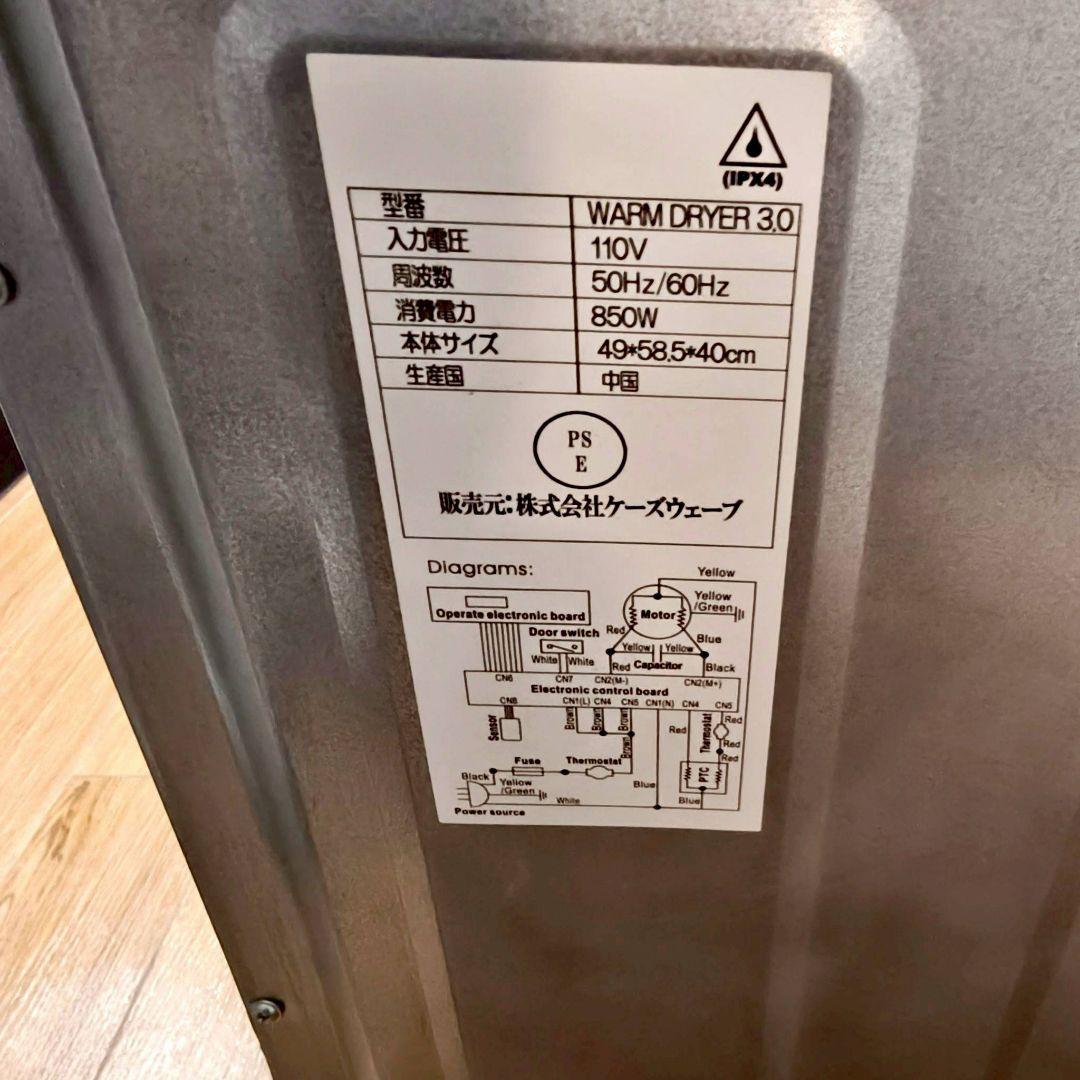 (IPX4)
型番 WARM DRYER 3.0
入力電圧 110V
周波数 50Hz/60Hz
消費電力 850W
本体サイズ 49*58.5*40cm
生産国 中国
PS
E
販売元:株式会社ケーズウェーブ
Diagrams:
Yellow
Operate electronic board
Motor
Yellow
/Green
Door switch
Red
Blue
White White
Yellow Yellow
Red Capacitor Black
CN6 CN7 CN2(M-) CN2(M+)
Electronic control board
CN8 CN1(L) CN4 CN5 CN1(N) CN4 CN5
Sensor
Brown Brown Brown
Red
Thermostat
Red
Brown
Red
Red
Fuse Thermostat
Black
Yellow
/Green
White
Blue
PTC
Blue
Power source